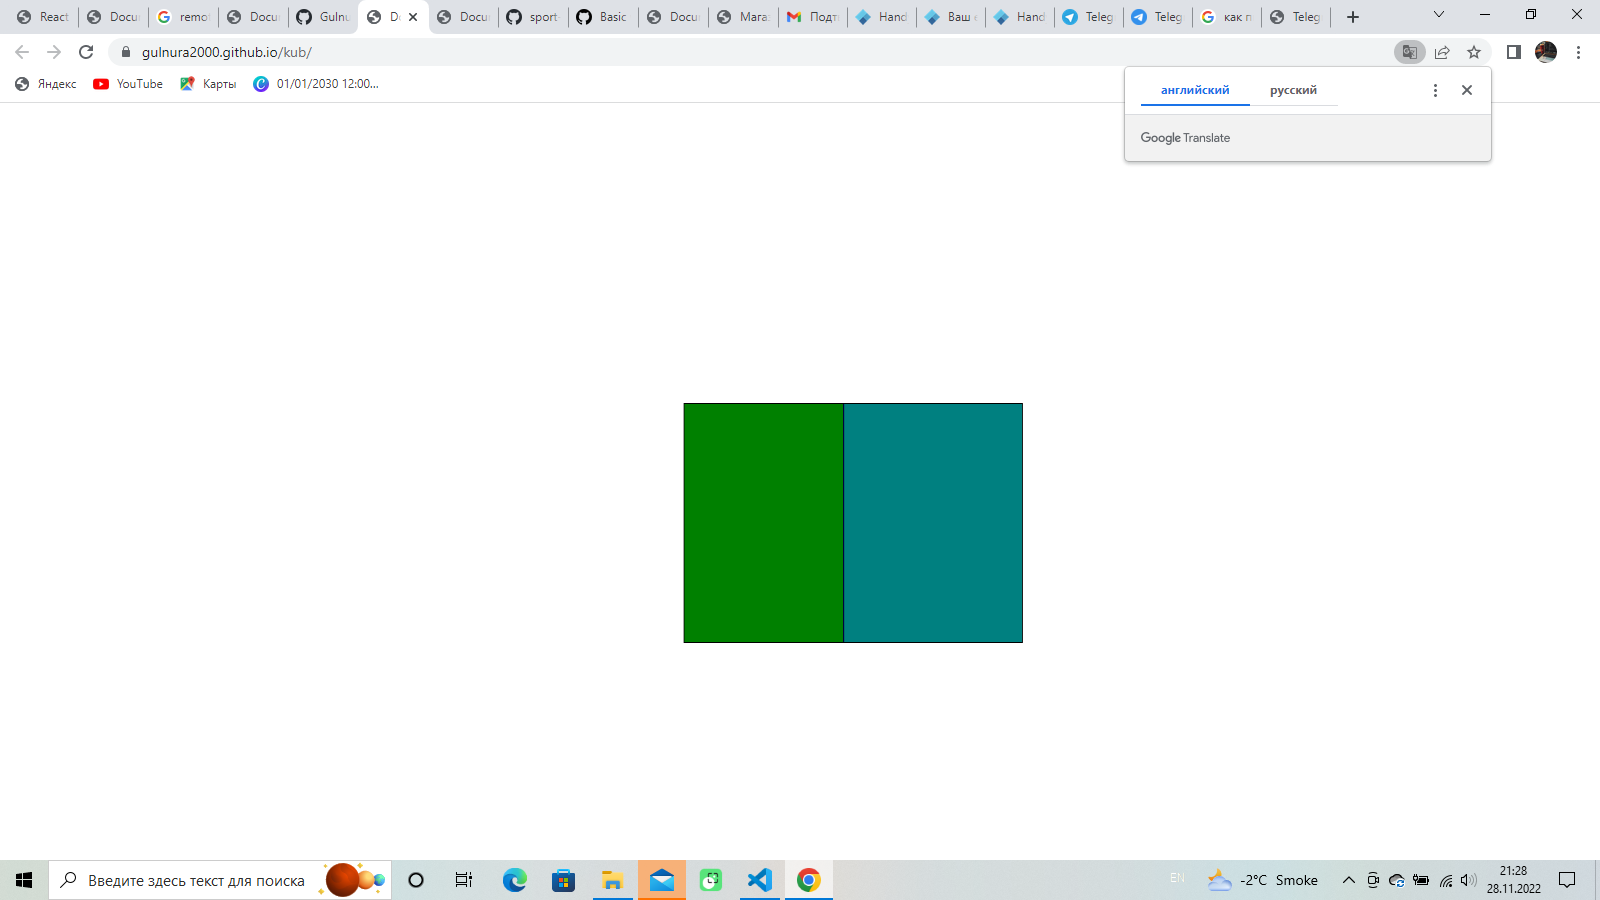 React
Docu
remo
Docu
Gulnu
Do
Docu
sport
Basic
Docu
Мага
Подт
Hand
Ваш
Hand
Teleg
Teleg
как п
Teleg
gulnura2000.github.io/kub/
Яндекс
YouTube
Карты
01/01/2030 12:00...
английский
русский
Google Translate
Введите здесь текст для поиска
EN
-2°C Smoke
21:28
28.11.2022